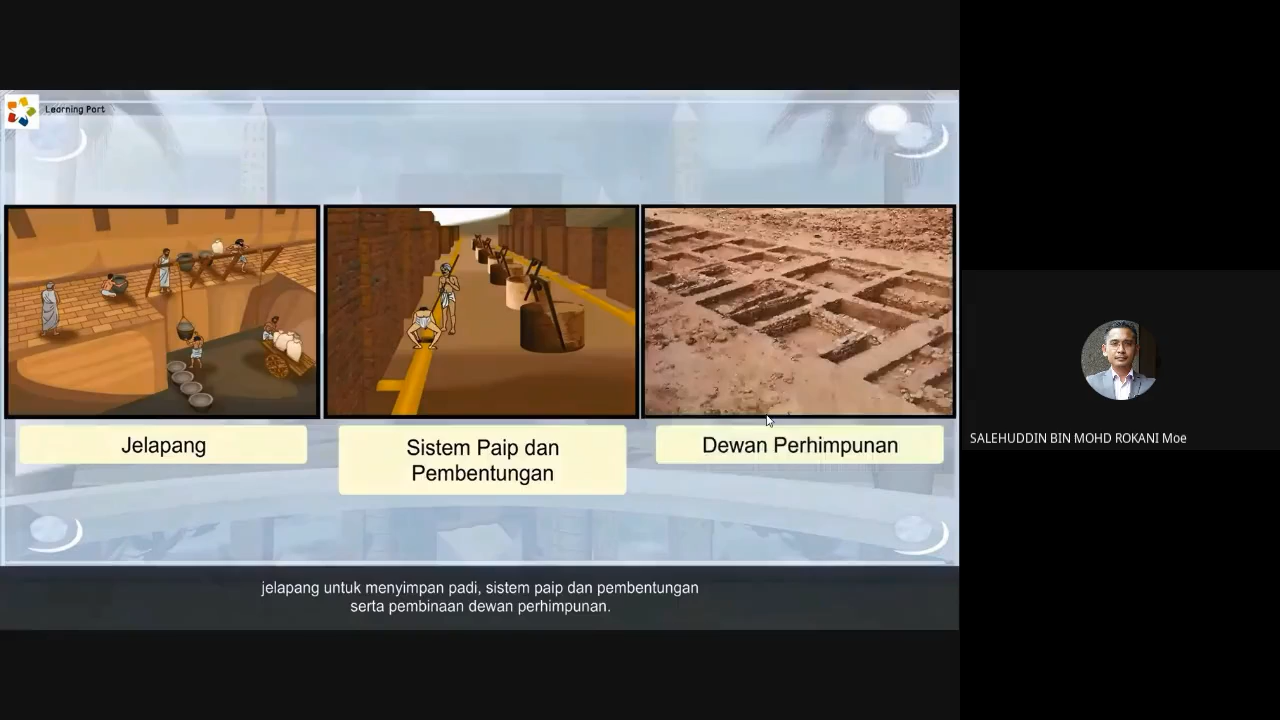 Learning Port
Jelapang
Sistem Paip dan
Pembentungan
Dewan Perhimpunan
jelapang untuk menyimpan padi, sistem paip dan pembentungan
serta pembinaan dewan perhimpunan.
SALEHUDDIN BIN MOHD ROKANI Moe